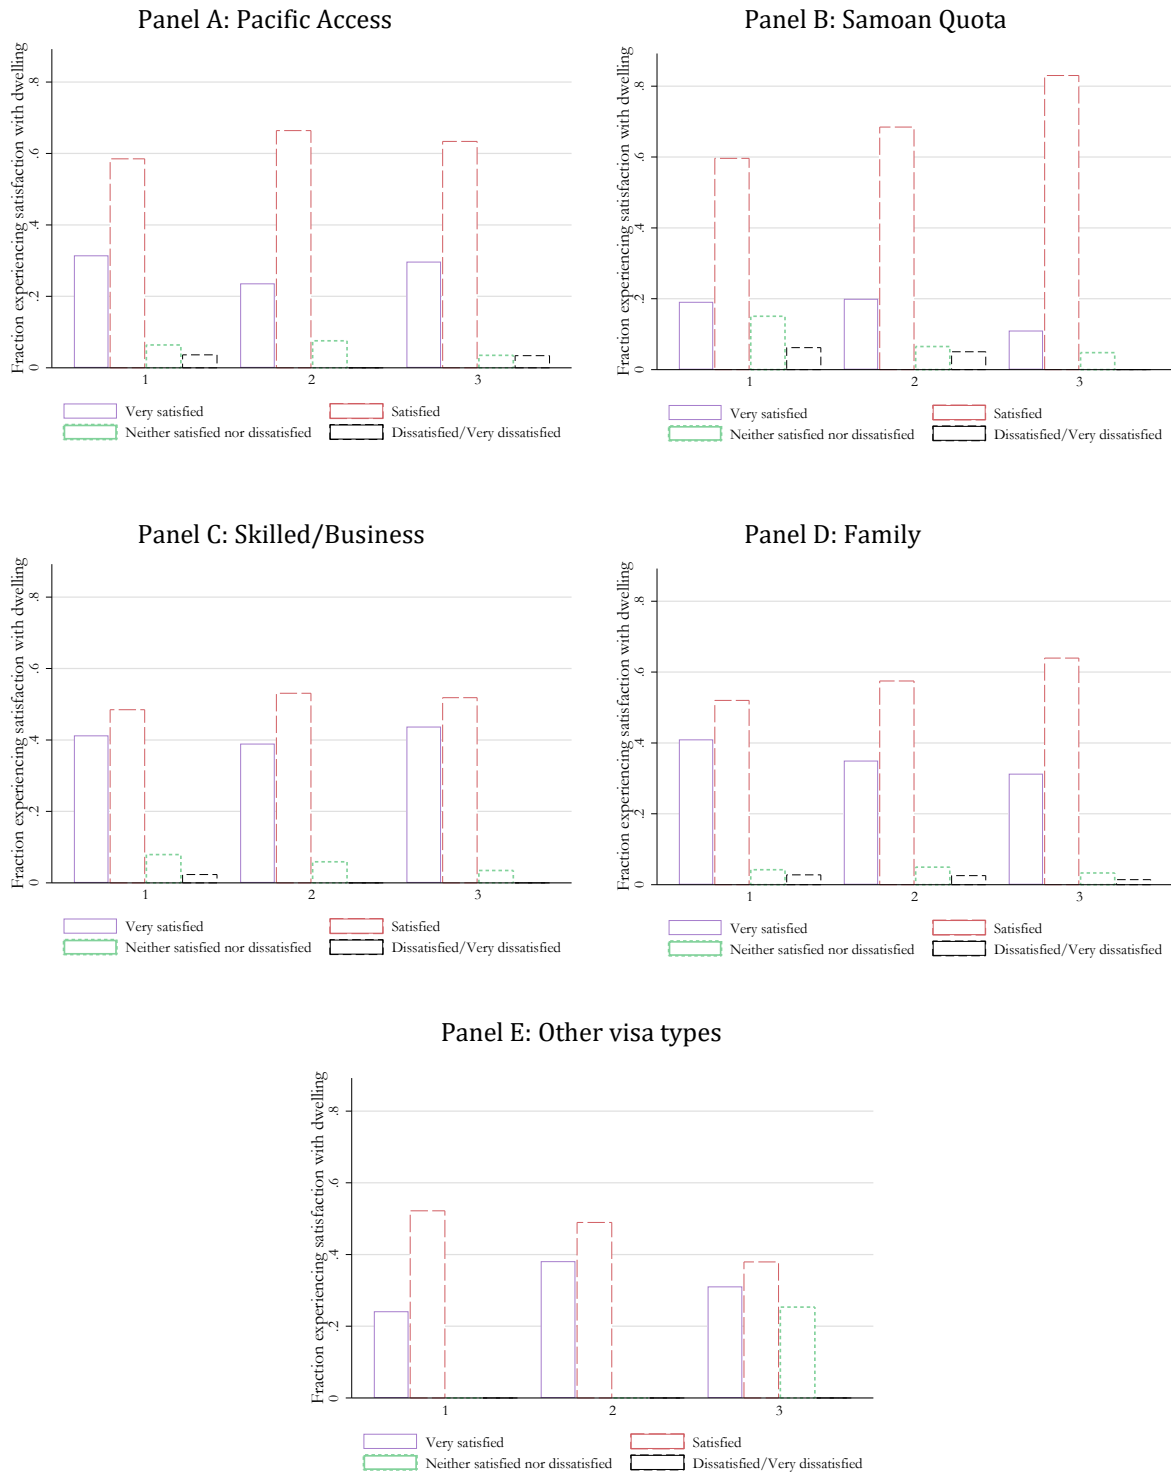 Panel A: Pacific Access
Fraction experiencing satisfaction with dwelling
0 .2 .4 .6 .8
1 2 3
Very satisfied Satisfied
Neither satisfied nor dissatisfied Dissatisfied/Very dissatisfied
Panel B: Samoan Quota
Fraction experiencing satisfaction with dwelling
0 .2 .4 .6 .8
1 2 3
Very satisfied Satisfied
Neither satisfied nor dissatisfied Dissatisfied/Very dissatisfied
Panel C: Skilled/Business
Fraction experiencing satisfaction with dwelling
0 .2 .4 .6 .8
1 2 3
Very satisfied Satisfied
Neither satisfied nor dissatisfied Dissatisfied/Very dissatisfied
Panel D: Family
Fraction experiencing satisfaction with dwelling
0 .2 .4 .6 .8
1 2 3
Very satisfied Satisfied
Neither satisfied nor dissatisfied Dissatisfied/Very dissatisfied
Panel E: Other visa types
Fraction experiencing satisfaction with dwelling
0 .2 .4 .6 .8
1 2 3
Very satisfied Satisfied
Neither satisfied nor dissatisfied Dissatisfied/Very dissatisfied